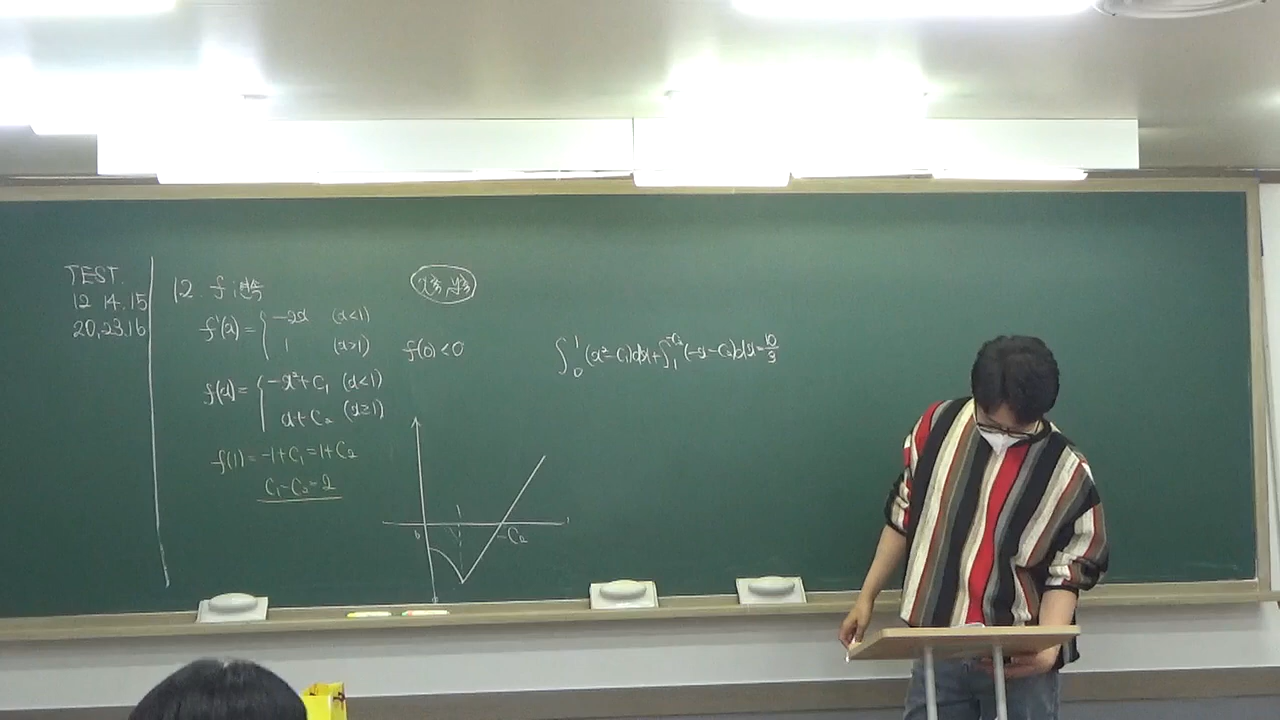 TEST.
12 14.15
20,23,16
12. f 연속
f'(x) = { -2x (x<1)
1 (x>1)
f(0)<0
f(x) = { -x²+C₁ (x<1)
x+C₂ (x≥1)
f(1)=-1+C₁=1+C₂
C₁-C₂=2
∫₀¹(x²-C₁)dx+∫₁^(-C₂)(-x-C₂)dx=10/3
1
0
-C₂